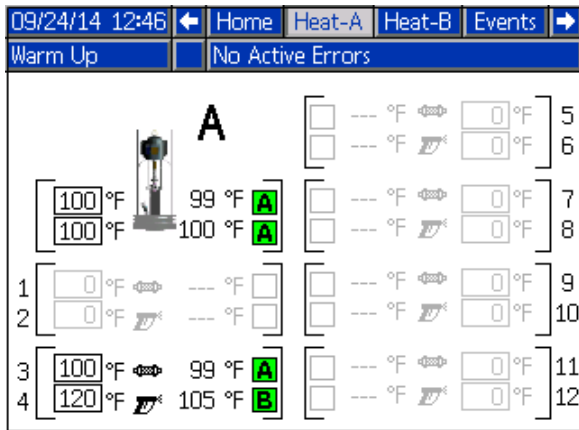 09/24/14 12:46 Home Heat-A Heat-B Events
Warm Up No Active Errors
A
100 °F 99 °F A
100 °F 100 °F A
1 0 °F --- °F
2 0 °F --- °F
3 100 °F 99 °F A
4 120 °F 105 °F B
--- °F 0 °F 5
--- °F 0 °F 6
--- °F 0 °F 7
--- °F 0 °F 8
--- °F 0 °F 9
--- °F 0 °F 10
--- °F 0 °F 11
--- °F 0 °F 12